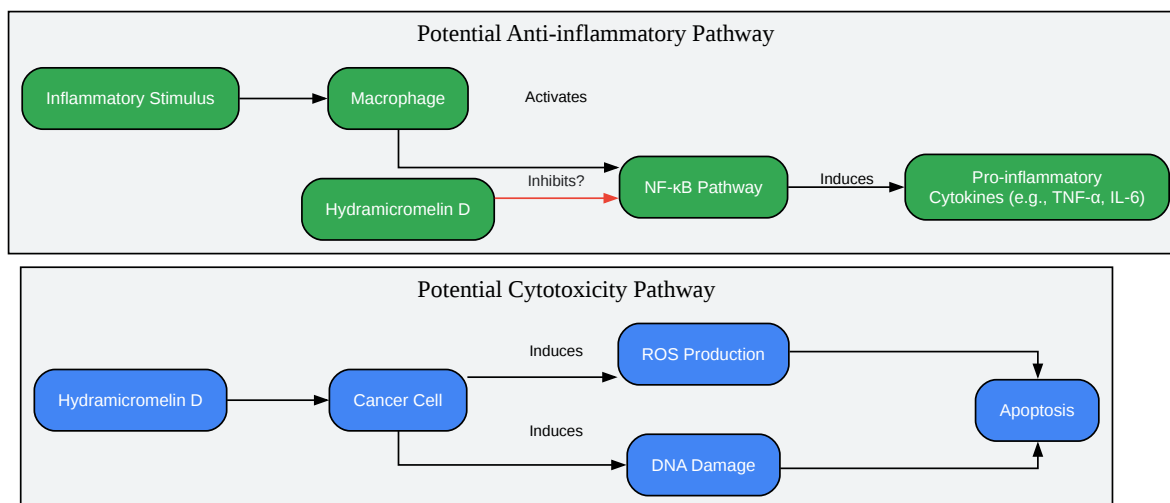 Potential Anti-inflammatory Pathway
Inflammatory Stimulus
Macrophage
Activates
Hydramicromelin D
Inhibits?
NF-κB Pathway
Induces
Pro-inflammatory
Cytokines (e.g., TNF-α, IL-6)
Potential Cytotoxicity Pathway
Hydramicromelin D
Cancer Cell
Induces
ROS Production
Induces
DNA Damage
Apoptosis